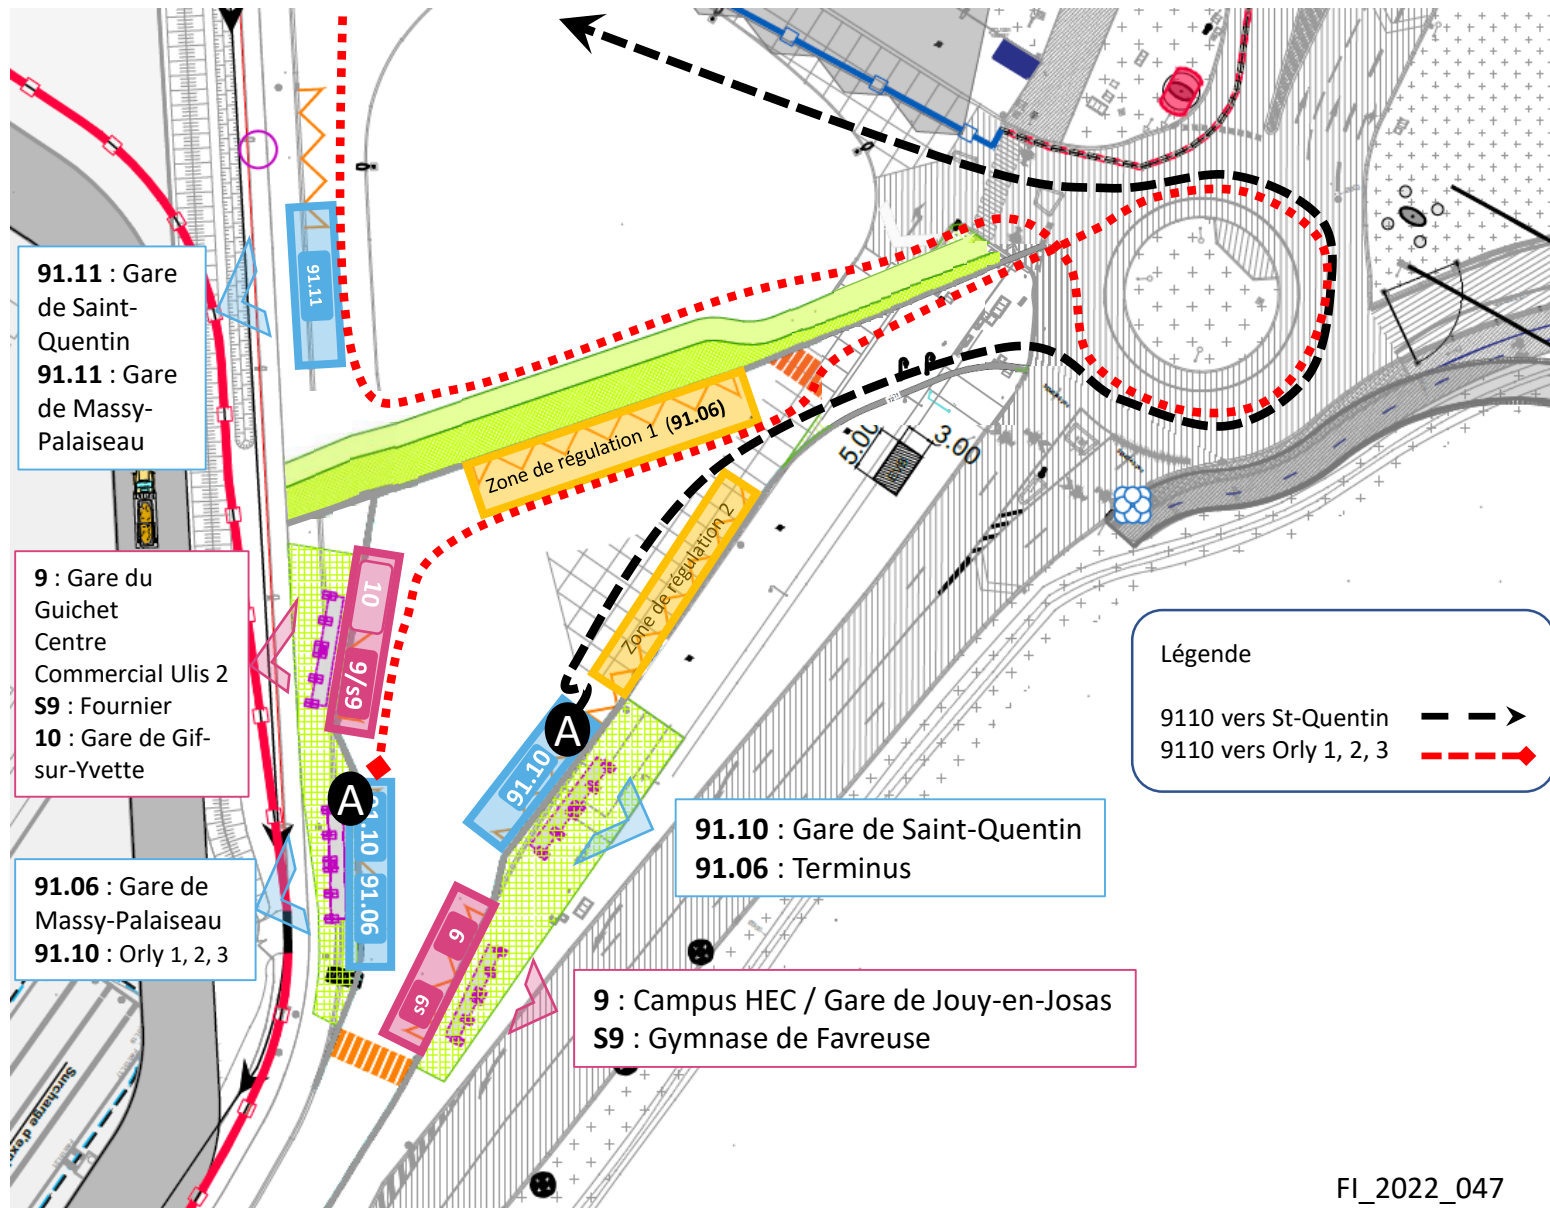 91.11 : Gare
de Saint-
Quentin
91.11 : Gare
de Massy-
Palaiseau
91.11
Zone de régulation 1 (91.06)
5.00
3.00
Zone de régulation 2
9 : Gare du
Guichet
Centre
Commercial Ulis 2
S9 : Fournier
10 : Gare de Gif-
sur-Yvette
10
9/s9
A
A
91.10
91.10
91.06
9
s9
Légende
9110 vers St-Quentin
9110 vers Orly 1, 2, 3
91.10 : Gare de Saint-Quentin
91.06 : Terminus
91.06 : Gare de
Massy-Palaiseau
91.10 : Orly 1, 2, 3
9 : Campus HEC / Gare de Jouy-en-Josas
S9 : Gymnase de Favreuse
Surcharge
FI_2022_047